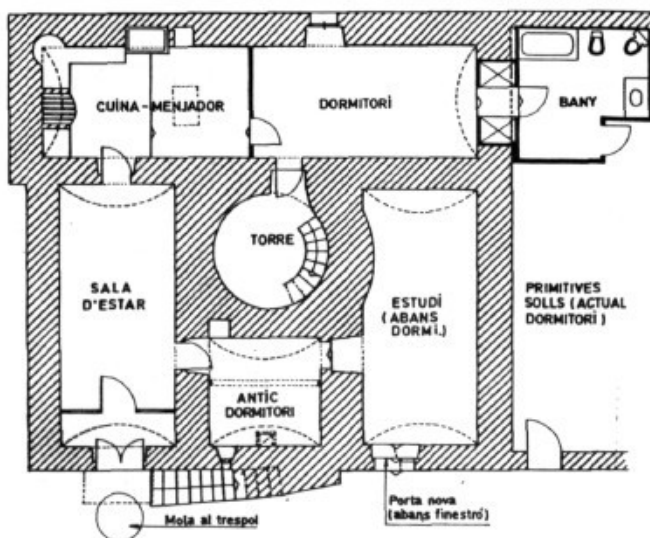 CUÏNA-MENJADOR
DORMITORI
BANY
TORRE
SALA
D'ESTAR
ESTUDI
(ABANS
DORMI.)
PRIMITIVES
SOLLS (ACTUAL
DORMITORI)
ANTIC
DORMITORI
Mola al trespol
Porta nova
(abans finestró)